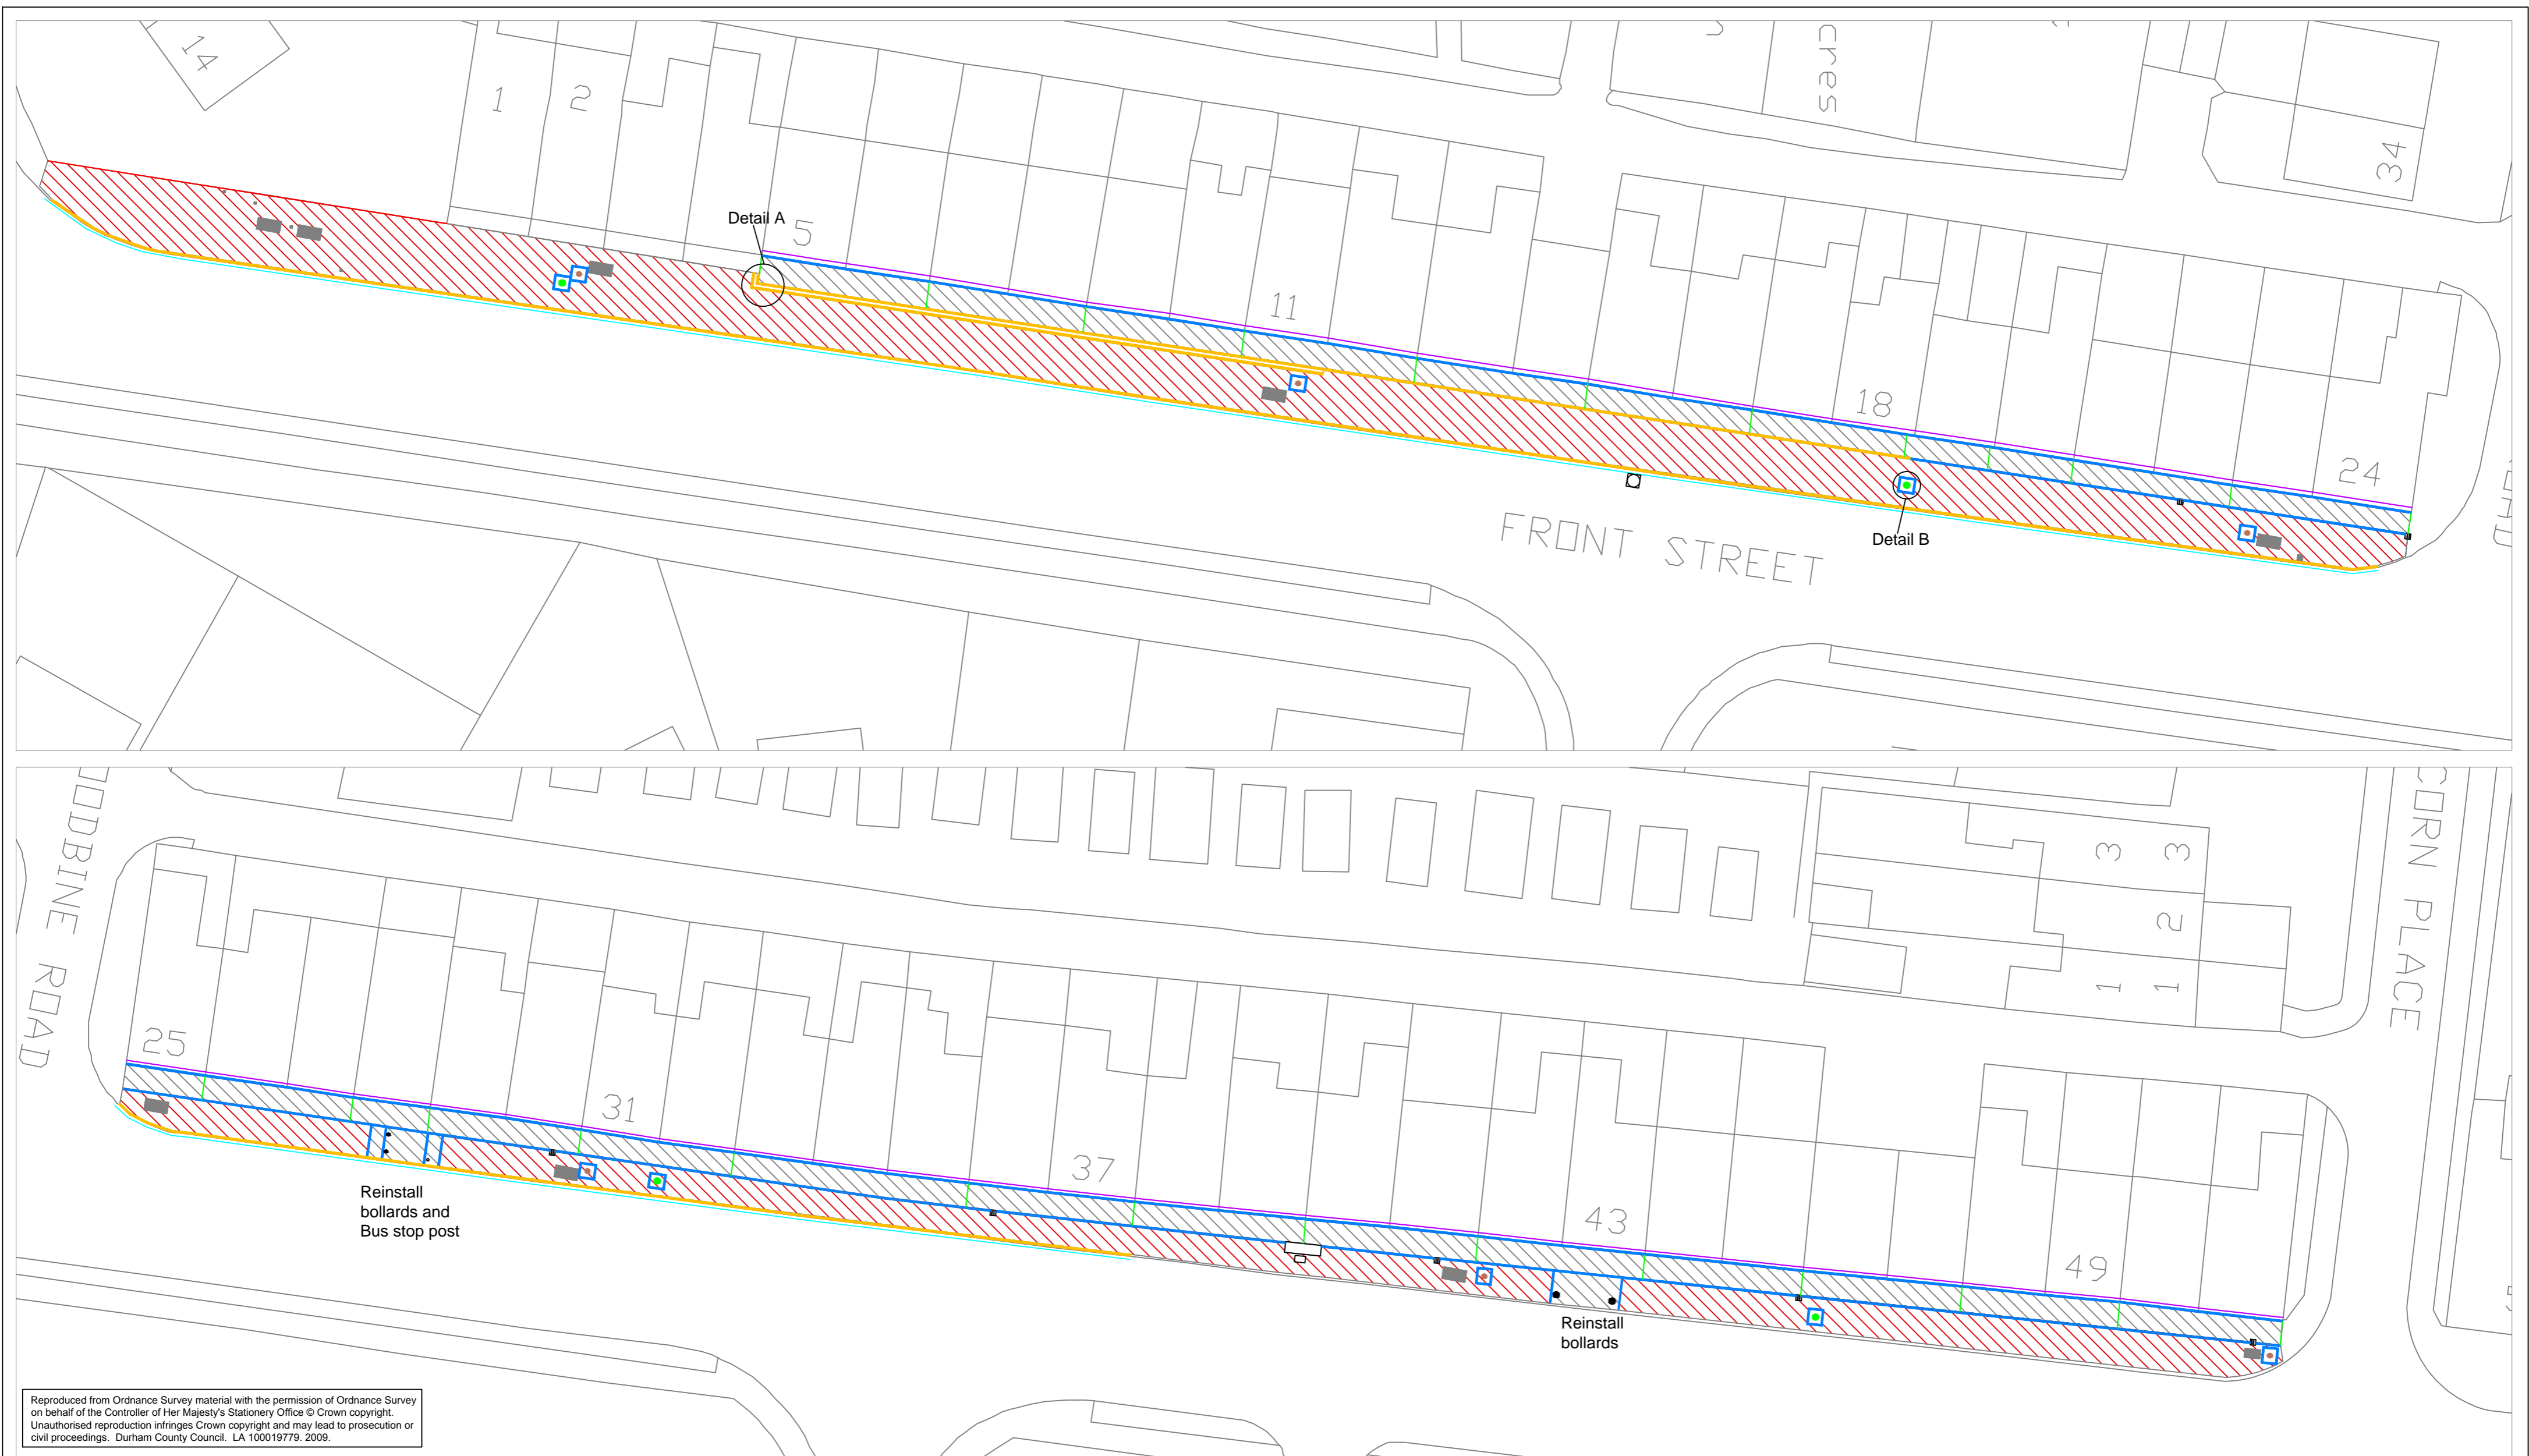 14
1
2
cres
34
Detail A
5
11
18
24
Detail B
FRONT STREET
25
31
37
43
49
3 3
2
1 1
ROAD
CORN PLACE
Reinstall
bollards and
Bus stop post
Reinstall
bollards
Reproduced from Ordnance Survey material with the permission of Ordnance Survey
on behalf of the Controller of Her Majesty's Stationery Office © Crown copyright.
Unauthorised reproduction infringes Crown copyright and may lead to prosecution or
civil proceedings. Durham County Council. LA 100019779. 2009.